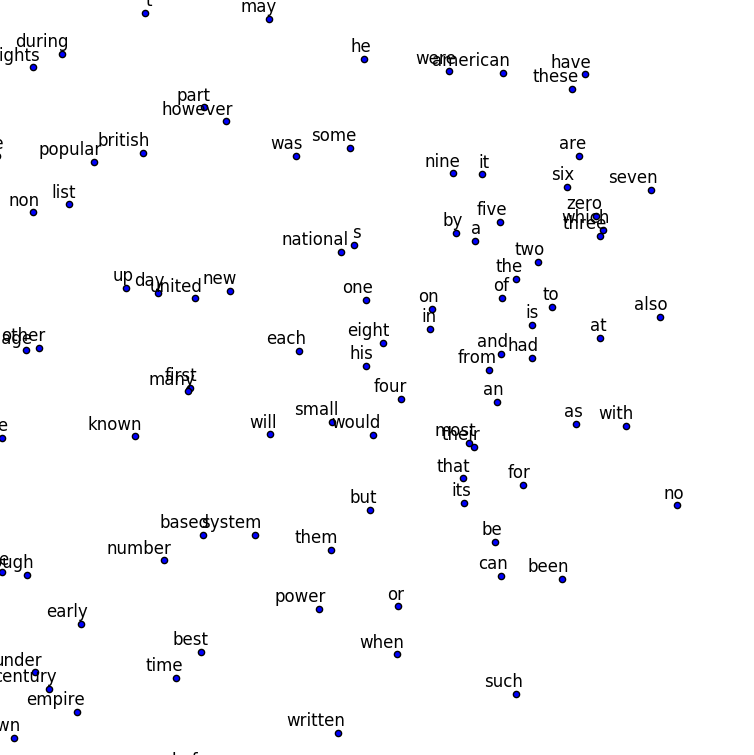 may
during
he
were
american
have
these
part
however
british
popular
was
some
are
nine
it
six
seven
list
non
zero
which
three
five
by
a
national
s
two
the
up
day
united
new
one
on
of
to
is
also
in
at
other
each
eight
his
and
had
from
first
many
four
an
small
as
with
known
will
would
most
their
that
for
its
no
but
based
system
them
be
number
can
been
power
or
early
best
when
under
time
century
such
empire
written